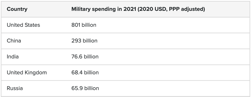 Country Military spending in 2021 (2020 USD, PPP adjusted)
United States 801 billion
China 293 billion
India 76.6 billion
United Kingdom 68.4 billion
Russia 65.9 billion